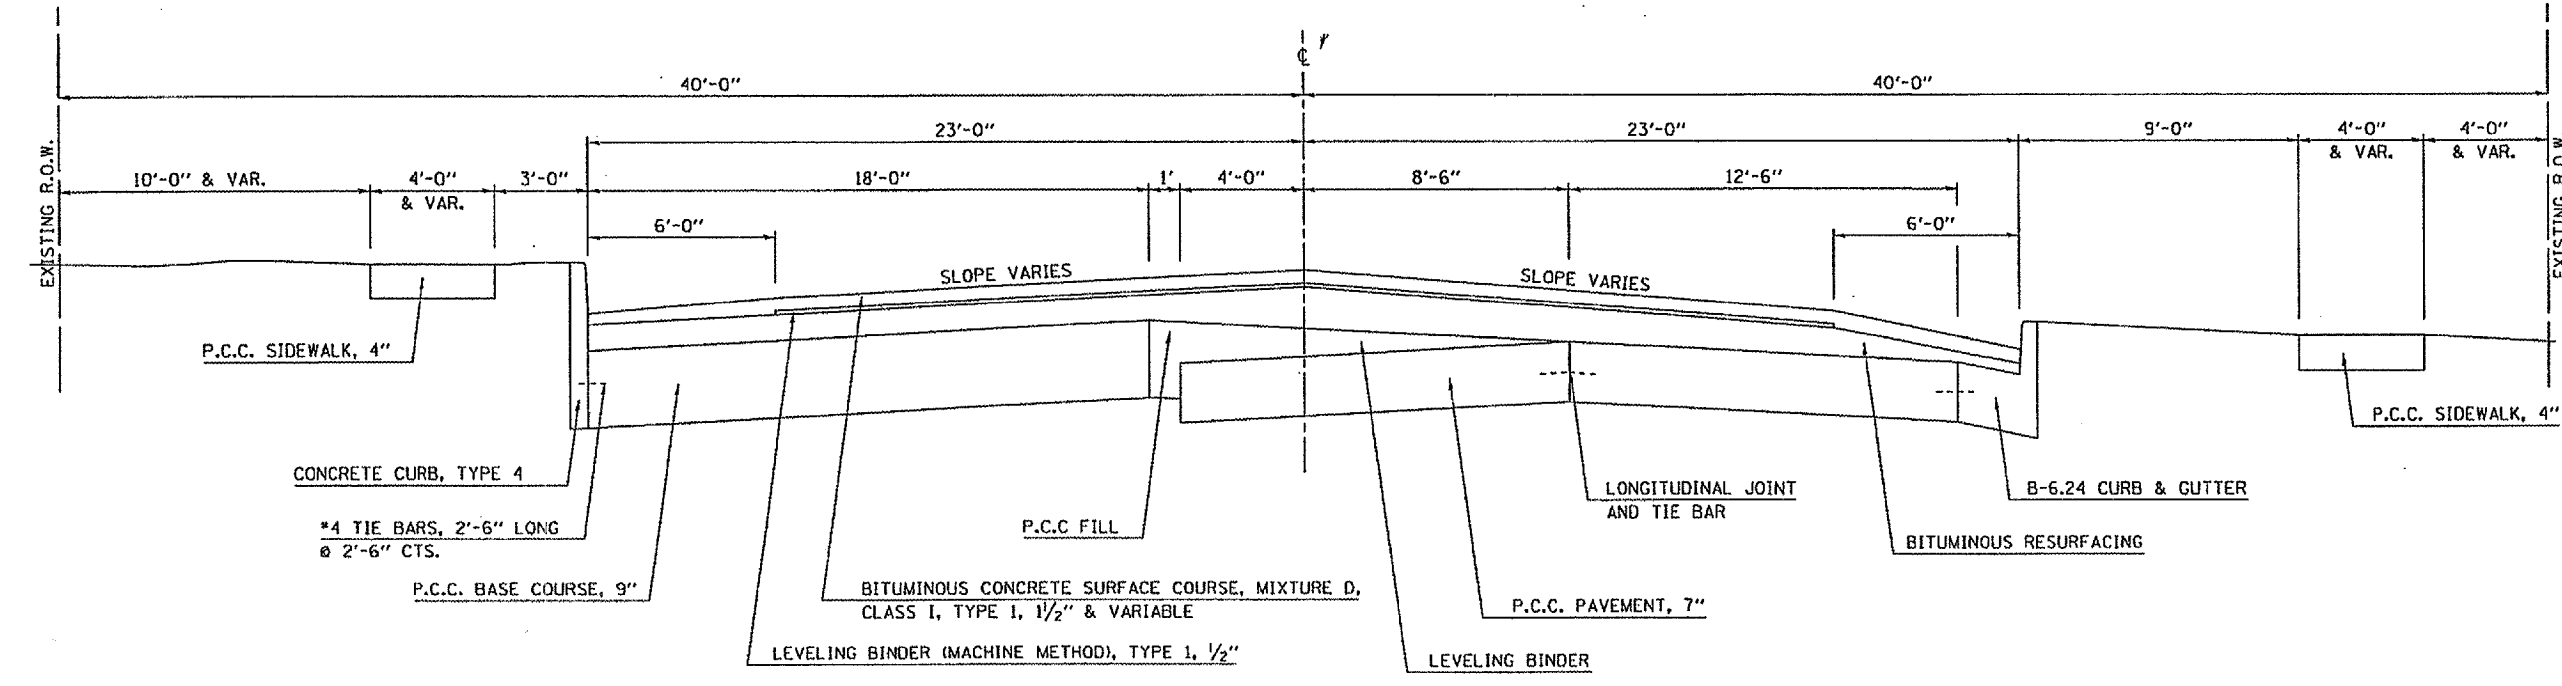 ℄
40'-0" 40'-0"
23'-0" 23'-0" 9'-0" 4'-0" 4'-0"
& VAR. & VAR.
10'-0" & VAR. 4'-0" 3'-0" 18'-0" 1' 4'-0" 8'-6" 12'-6"
& VAR.
6'-0" 6'-0"
EXISTING R.O.W.
EXISTING R.O.W.
SLOPE VARIES SLOPE VARIES
P.C.C. SIDEWALK, 4"
P.C.C. SIDEWALK, 4"
CONCRETE CURB, TYPE 4
#4 TIE BARS, 2'-6" LONG
@ 2'-6" CTS.
P.C.C. BASE COURSE, 9"
P.C.C FILL
BITUMINOUS CONCRETE SURFACE COURSE, MIXTURE D,
CLASS I, TYPE 1, 1½" & VARIABLE
LEVELING BINDER (MACHINE METHOD), TYPE 1, ½"
LEVELING BINDER
P.C.C. PAVEMENT, 7"
LONGITUDINAL JOINT
AND TIE BAR
BITUMINOUS RESURFACING
B-6.24 CURB & GUTTER